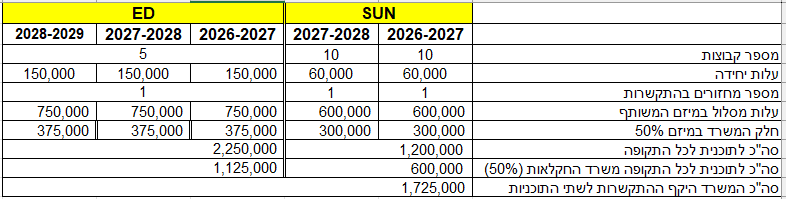 SUN ED
2026-2027 2027-2028 2026-2027 2027-2028 2028-2029
מספר קבוצות 10 10 5
עלות יחידה 60,000 60,000 150,000 150,000 150,000
מספר מחזורים בהתקשרות 1 1 1
עלות מסלול במיזם המשותף 600,000 600,000 750,000 750,000 750,000
חלק המשרד במיזם 50% 300,000 300,000 375,000 375,000 375,000
סה"כ לתוכנית לכל התקופה 1,200,000 2,250,000
סה"כ לתוכנית לכל התקופה משרד החקלאות (50%) 600,000 1,125,000
סה"כ המשרד היקף ההתקשרות לשתי התוכניות 1,725,000